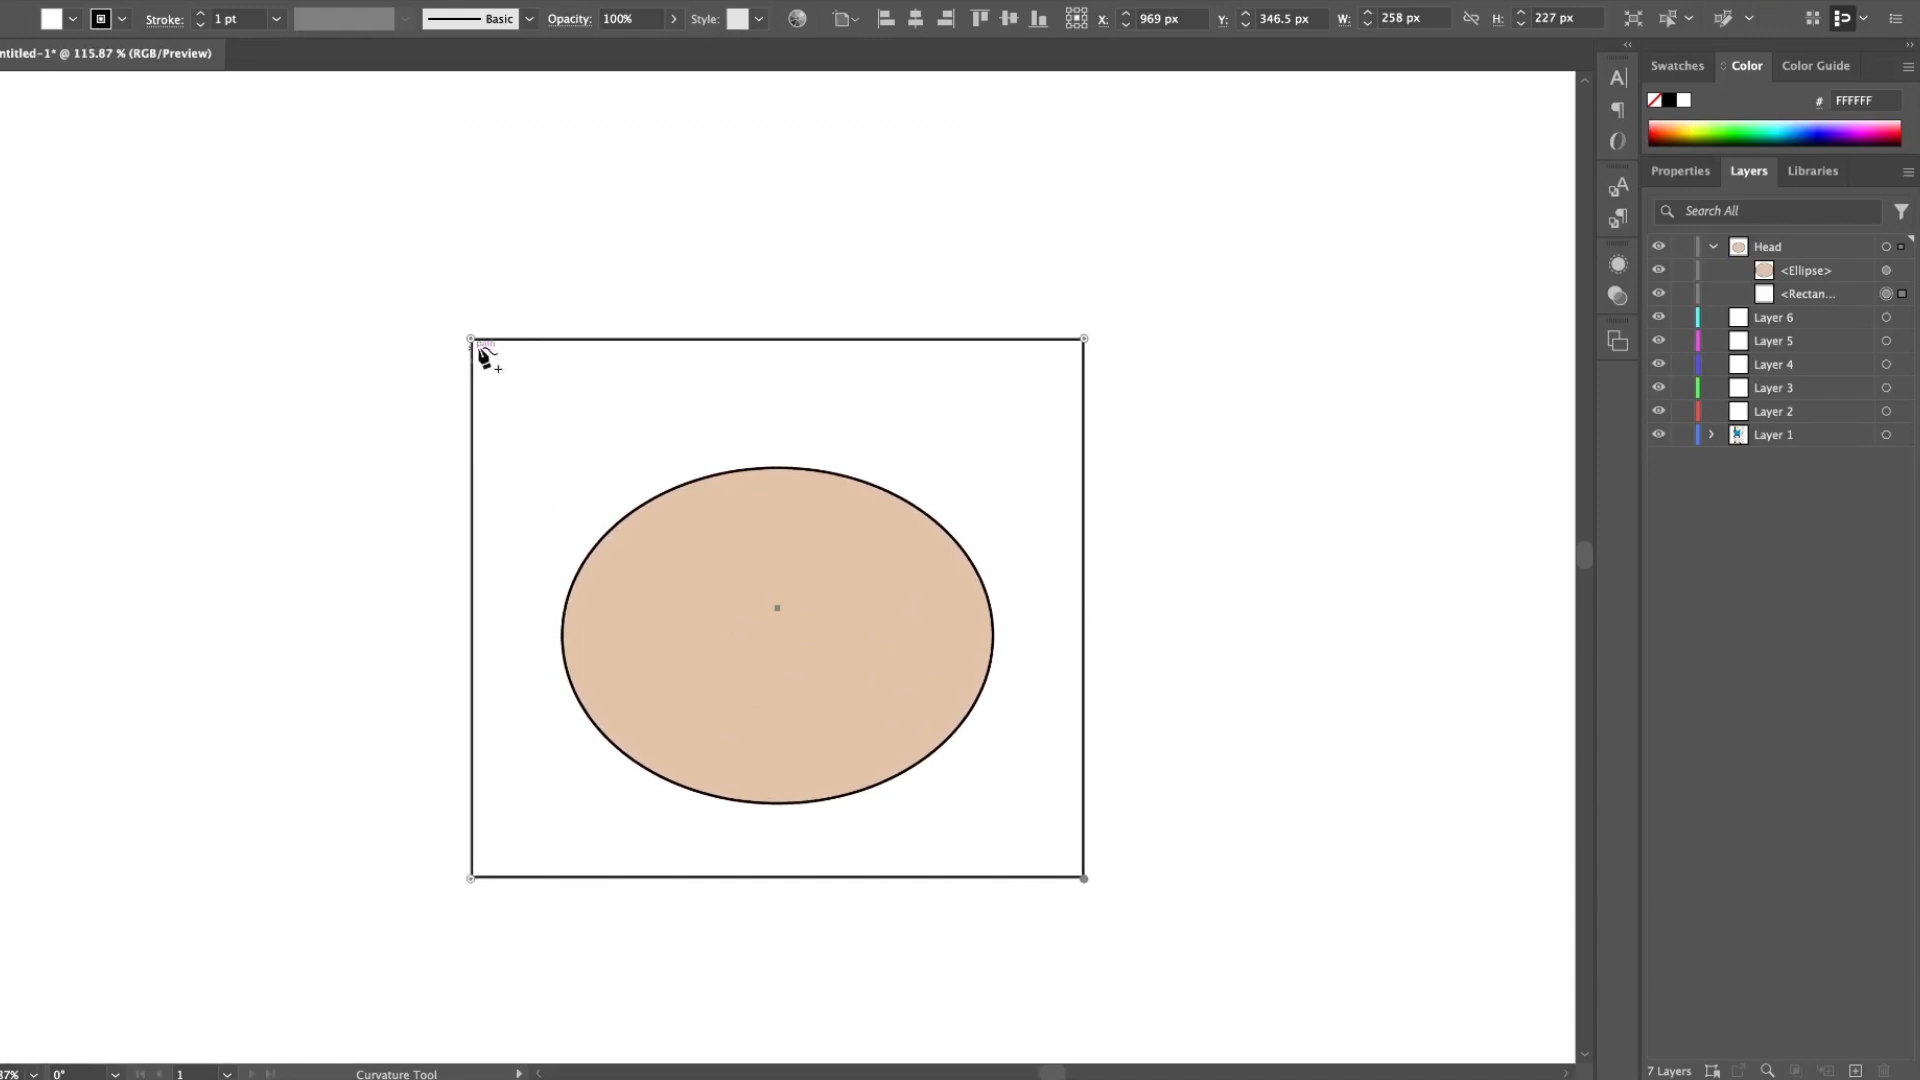 Stroke: 1 pt Basic Opacity: 100% Style: X: 969 px Y: 346.5 px W: 258 px H: 227 px
ntitled-1* @ 115.87 % (RGB/Preview)
Swatches Color Color Guide
# FFFFFF
Properties Layers Libraries
Search All
Head
<Ellipse>
<Rectan...
Layer 6
Layer 5
Layer 4
Layer 3
Layer 2
Layer 1
path
37% 0° 1 Curvature Tool
7 Layers